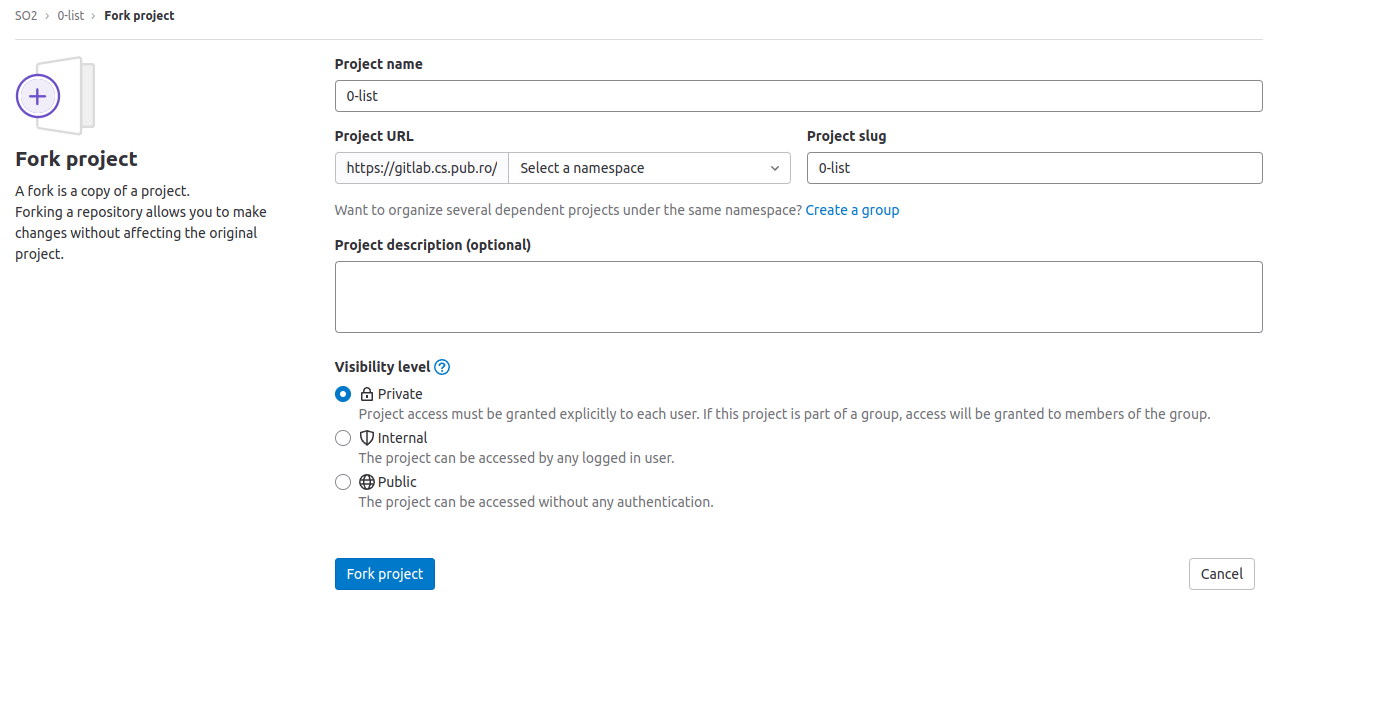 SO2 › 0-list › Fork project
Fork project
A fork is a copy of a project.
Forking a repository allows you to make
changes without affecting the original
project.
Project name
0-list
Project URL
https://gitlab.cs.pub.ro/ Select a namespace
Project slug
0-list
Want to organize several dependent projects under the same namespace? Create a group
Project description (optional)
Visibility level ?
Private
Project access must be granted explicitly to each user. If this project is part of a group, access will be granted to members of the group.
Internal
The project can be accessed by any logged in user.
Public
The project can be accessed without any authentication.
Fork project
Cancel